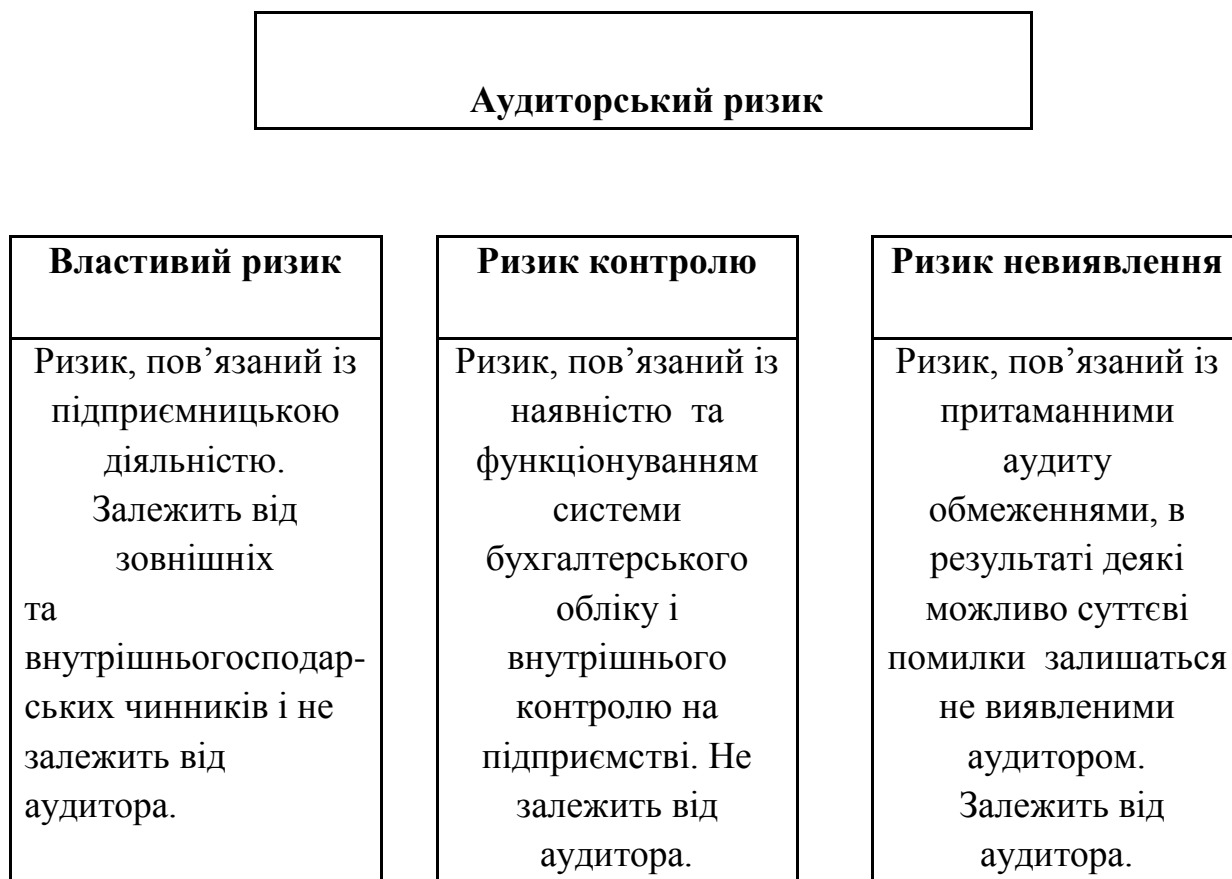 Аудиторський ризик
Властивий ризик
Ризик, пов’язаний із
підприємницькою
діяльністю.
Залежить від
зовнішніх
та
внутрішньогосподар-
ських чинників і не
залежить від
аудитора.
Ризик контролю
Ризик, пов’язаний із
наявністю та
функціонуванням
системи
бухгалтерського
обліку і
внутрішнього
контролю на
підприємстві. Не
залежить від
аудитора.
Ризик невиявлення
Ризик, пов’язаний із
притаманними
аудиту
обмеженнями, в
результаті деякі
можливо суттєві
помилки залишаться
не виявленими
аудитором.
Залежить від
аудитора.